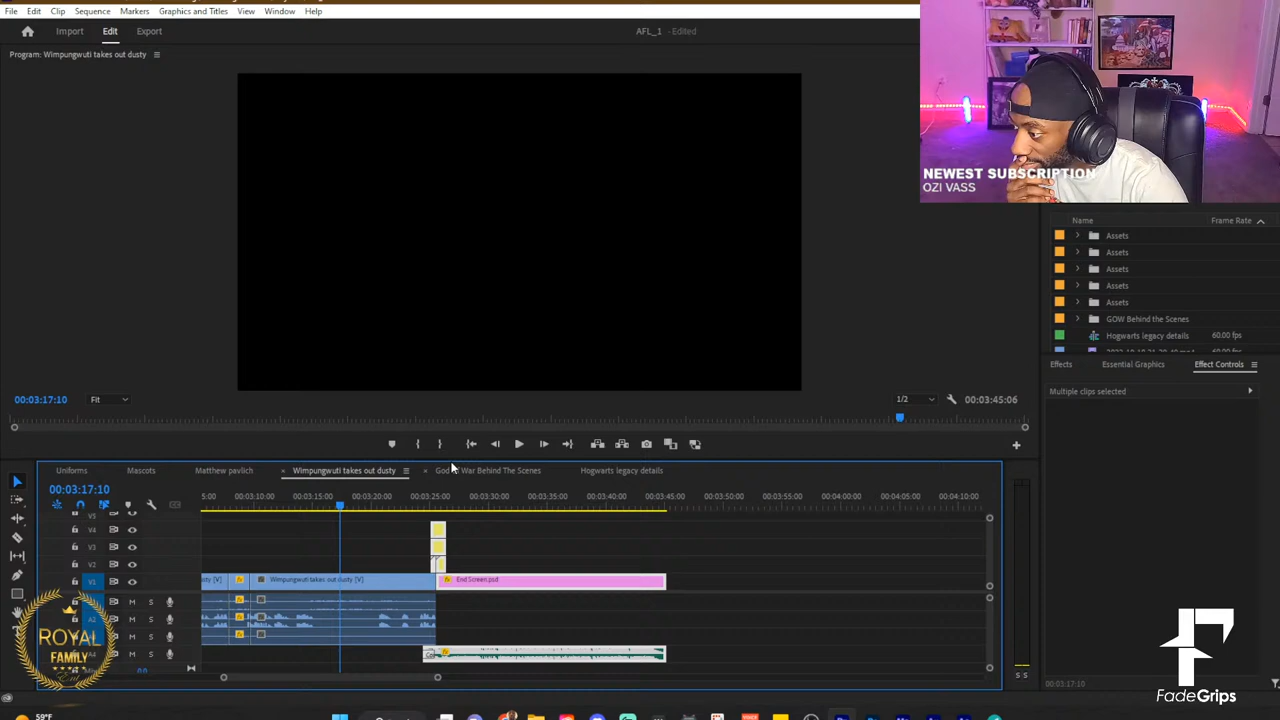 File Edit Clip Sequence Markers Graphics and Titles View Window Help
Import Edit Export AFL_1 - Edited
Program: Wimpungwuti takes out dusty
NEWEST SUBSCRIPTION
OZI VASS
Name Frame Rate
Assets
Assets
Assets
Assets
Assets
GOW Behind the Scenes
Hogwarts legacy details 60.00 fps
Effects Essential Graphics Effect Controls
Multiple clips selected
00:03:17:10 Fit 1/2 00:03:45:06
Uniforms Mascots Matthew pavlich Wimpungwuti takes out dusty God of War Behind The Scenes Hogwarts legacy details
00:03:17:10
5:00 00:03:10:00 00:03:15:00 00:03:20:00 00:03:25:00 00:03:30:00 00:03:35:00 00:03:40:00 00:03:45:00 00:03:50:00 00:03:55:00 00:04:00:00 00:04:05:00 00:04:10:00
V4
V3
V2
V1 sty [V] Wimpungwuti takes out dusty [V] End Screen.psd
M S
A2 M S
M S
M S
0.0
S S
00:03:17:10
ROYAL
FAMILY
Ent
FadeGrips
59°F